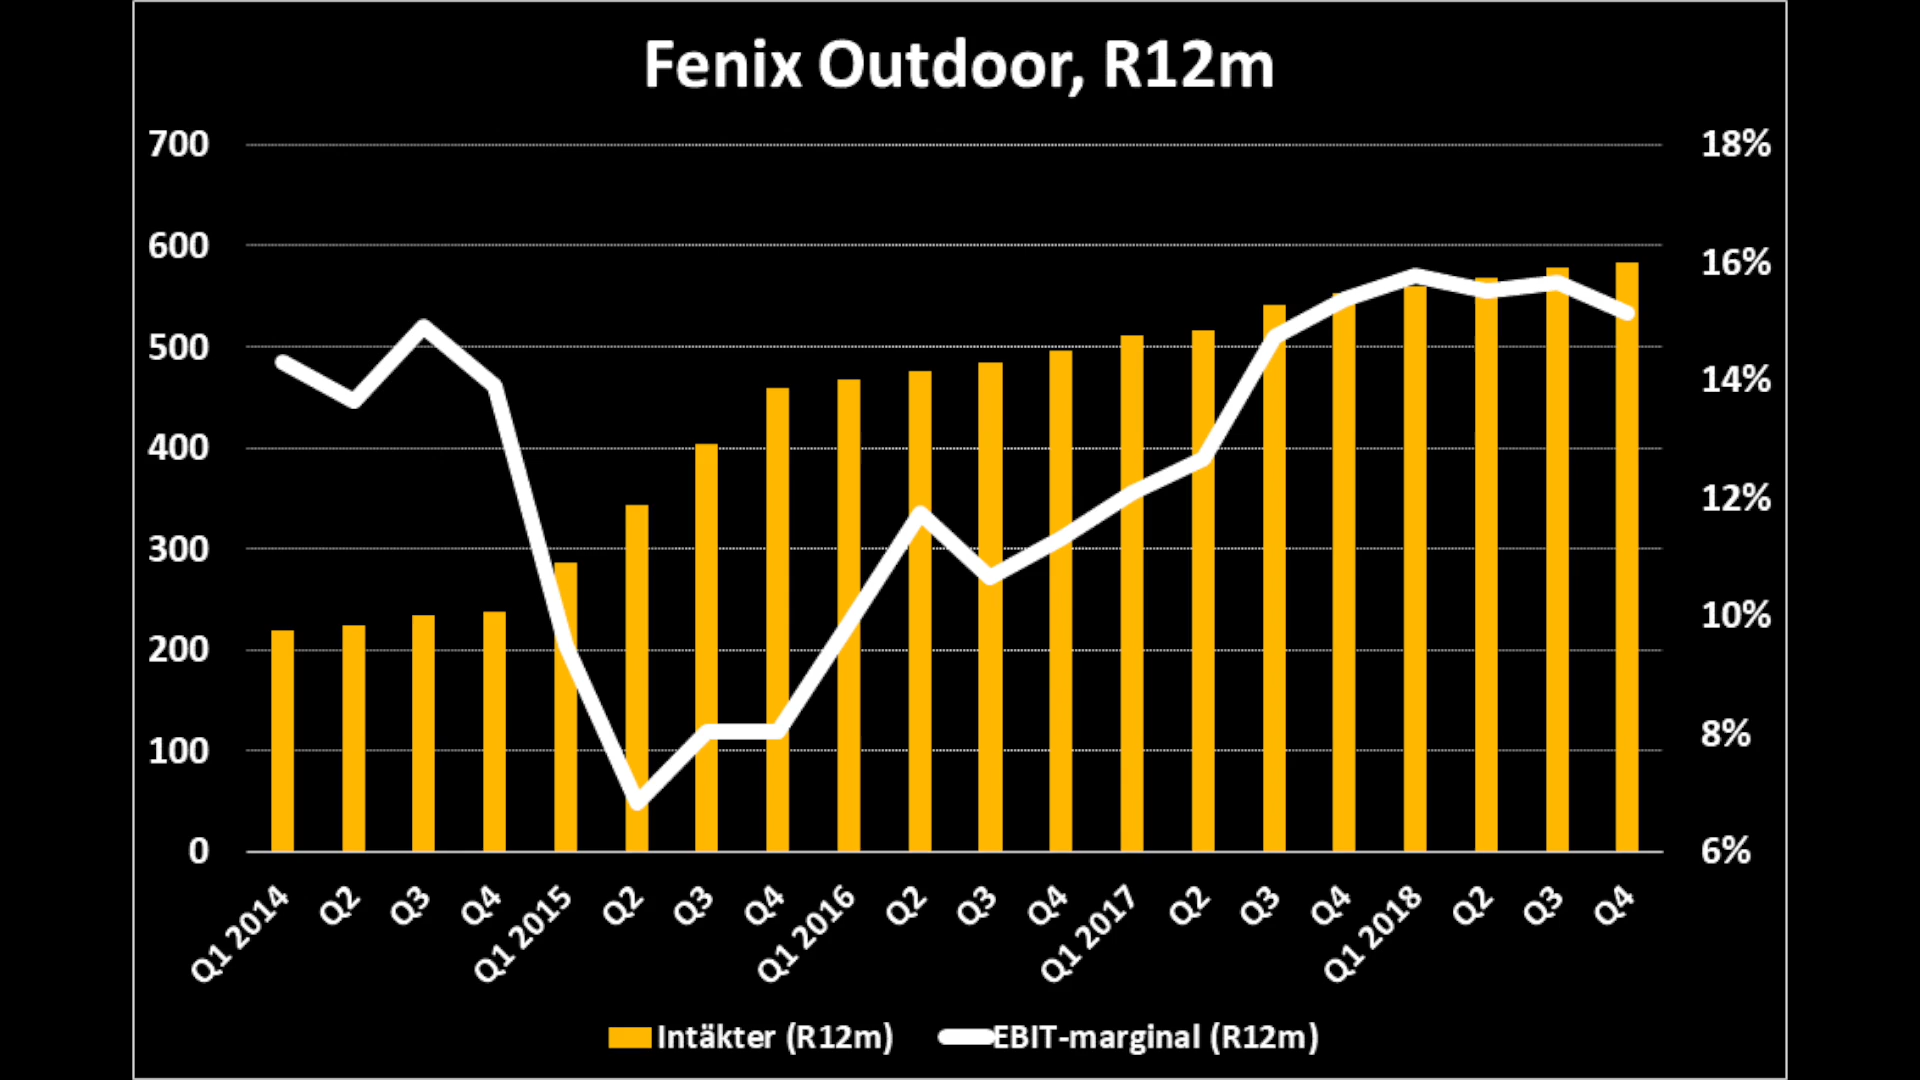 Fenix Outdoor, R12m
700
600
500
400
300
200
100
0
18%
16%
14%
12%
10%
8%
6%
Q1 2014
Q2
Q3
Q4
Q1 2015
Q2
Q3
Q4
Q1 2016
Q2
Q3
Q4
Q1 2017
Q2
Q3
Q4
Q1 2018
Q2
Q3
Q4
Intäkter (R12m)
EBIT-marginal (R12m)